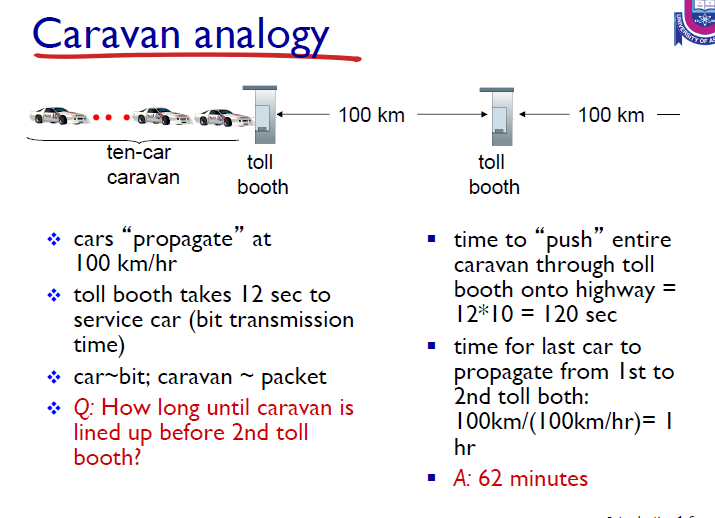 Caravan analogy
UNIVERSITY OF AS
100 km
100 km
ten-car
caravan
toll
booth
toll
booth
cars “propagate” at
100 km/hr
toll booth takes 12 sec to
service car (bit transmission
time)
car~bit; caravan ~ packet
Q: How long until caravan is
lined up before 2nd toll
booth?
time to “push” entire
caravan through toll
booth onto highway =
12*10 = 120 sec
time for last car to
propagate from 1st to
2nd toll both:
100km/(100km/hr)= 1
hr
A: 62 minutes